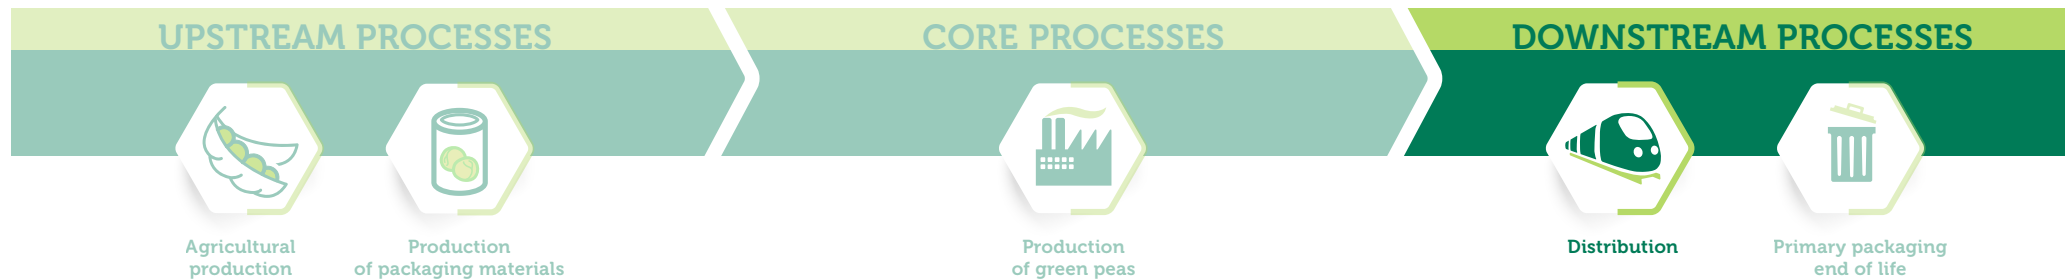 UPSTREAM PROCESSES
CORE PROCESSES
DOWNSTREAM PROCESSES
Agricultural
production
Production
of packaging materials
Production
of green peas
Distribution
Primary packaging
end of life